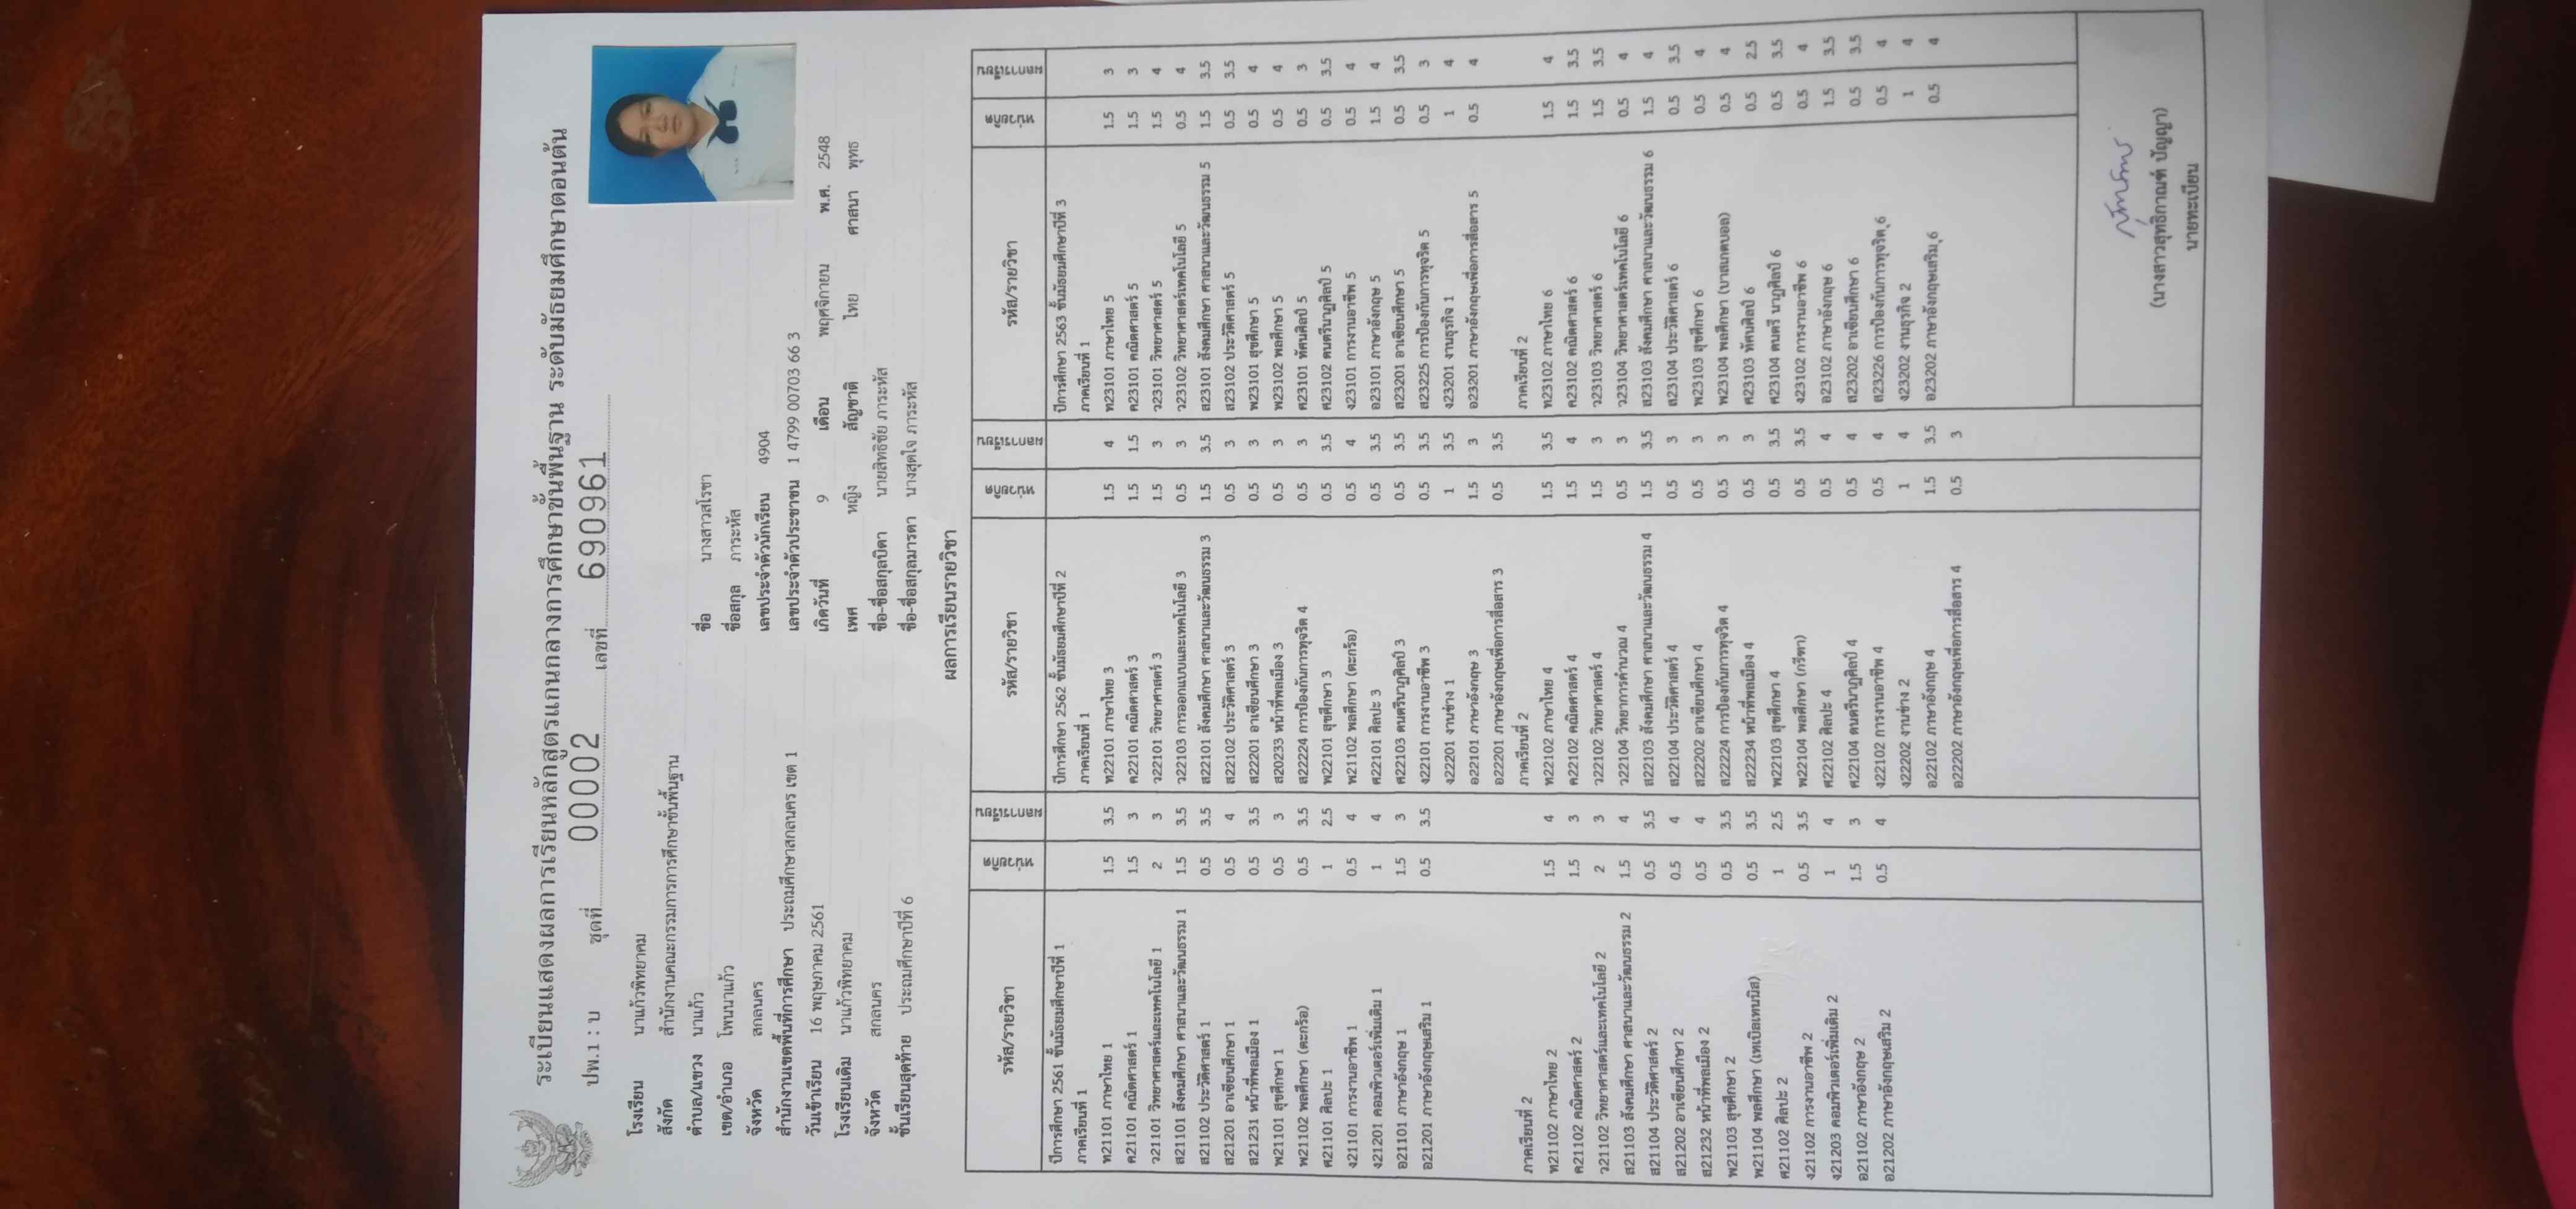 ระเบียนแสดงผลการเรียนหลักสูตรแกนกลางการศึกษาขั้นพื้นฐาน ระดับมัธยมศึกษาตอนต้น
ปพ.1 : บ ชุดที่ 00002 เลขที่ 690961
โรงเรียน นาแก้วพิทยาคม
สังกัด สำนักงานคณะกรรมการการศึกษาขั้นพื้นฐาน
ตำบล/แขวง นาแก้ว
เขต/อำเภอ โพนนาแก้ว
จังหวัด สกลนคร
สำนักงานเขตพื้นที่การศึกษา ประถมศึกษาสกลนคร เขต 1
วันเข้าเรียน 16 พฤษภาคม 2561
โรงเรียนเดิม นาแก้วพิทยาคม
จังหวัด สกลนคร
ชั้นเรียนสุดท้าย ประถมศึกษาปีที่ 6
ชื่อ นางสาวสโรชา
ชื่อสกุล ภาระหัส
เลขประจำตัวนักเรียน 4904
เลขประจำตัวประชาชน 1 4799 00703 66 3
เกิดวันที่ 9 เดือน พฤศจิกายน พ.ศ. 2548
เพศ หญิง สัญชาติ ไทย ศาสนา พุทธ
ชื่อ-ชื่อสกุลบิดา นายสิทธิชัย ภาระหัส
ชื่อ-ชื่อสกุลมารดา นางสุดใจ ภาระหัส
ผลการเรียนรายวิชา
รหัส/รายวิชา หน่วยกิต ผลการเรียน
ปีการศึกษา 2561 ชั้นมัธยมศึกษาปีที่ 1
ภาคเรียนที่ 1
ท21101 ภาษาไทย 1 1.5 3.5
ค21101 คณิตศาสตร์ 1 1.5 3
ว21101 วิทยาศาสตร์และเทคโนโลยี 1 2 3
ส21101 สังคมศึกษา ศาสนาและวัฒนธรรม 1 1.5 3.5
ส21102 ประวัติศาสตร์ 1 0.5 3.5
ส21201 อาเซียนศึกษา 1 0.5 4
ส21231 หน้าที่พลเมือง 1 0.5 3.5
พ21101 สุขศึกษา 1 0.5 3
พ21102 พลศึกษา (ตะกร้อ) 0.5 3.5
ศ21101 ศิลปะ 1 1 2.5
ง21101 การงานอาชีพ 1 0.5 4
ง21201 คอมพิวเตอร์เพิ่มเติม 1 1 4
อ21101 ภาษาอังกฤษ 1 1.5 3
อ21201 ภาษาอังกฤษเสริม 1 0.5 3.5
ภาคเรียนที่ 2
ท21102 ภาษาไทย 2 1.5 4
ค21102 คณิตศาสตร์ 2 1.5 3
ว21102 วิทยาศาสตร์และเทคโนโลยี 2 2 3
ส21103 สังคมศึกษา ศาสนาและวัฒนธรรม 2 1.5 4
ส21104 ประวัติศาสตร์ 2 0.5 3.5
ส21202 อาเซียนศึกษา 2 0.5 4
ส21232 หน้าที่พลเมือง 2 0.5 4
พ21103 สุขศึกษา 2 0.5 3.5
พ21104 พลศึกษา (เทเบิลเทนนิส) 0.5 3.5
ศ21102 ศิลปะ 2 1 2.5
ง21102 การงานอาชีพ 2 0.5 3.5
ง21203 คอมพิวเตอร์เพิ่มเติม 2 1 4
อ21102 ภาษาอังกฤษ 2 1.5 3
อ21202 ภาษาอังกฤษเสริม 2 0.5 4
รหัส/รายวิชา หน่วยกิต ผลการเรียน
ปีการศึกษา 2562 ชั้นมัธยมศึกษาปีที่ 2
ภาคเรียนที่ 1
ท22101 ภาษาไทย 3 1.5 4
ค22101 คณิตศาสตร์ 3 1.5 1.5
ว22101 วิทยาศาสตร์ 3 1.5 3
ว22103 การออกแบบและเทคโนโลยี 3 0.5 3
ส22101 สังคมศึกษา ศาสนาและวัฒนธรรม 3 1.5 3.5
ส22102 ประวัติศาสตร์ 3 0.5 3
ส22201 อาเซียนศึกษา 3 0.5 3
ส20233 หน้าที่พลเมือง 3 0.5 3
ส22224 การป้องกันการทุจริต 4 0.5 3
พ22101 สุขศึกษา 3 0.5 3.5
พ21102 พลศึกษา (ตะกร้อ) 0.5 4
ศ22101 ศิลปะ 3 0.5 3.5
ศ22103 ดนตรีนาฏศิลป์ 3 0.5 3.5
ง22101 การงานอาชีพ 3 0.5 3.5
ง22201 งานช่าง 1 1 3.5
อ22101 ภาษาอังกฤษ 3 1.5 3
อ22201 ภาษาอังกฤษเพื่อการสื่อสาร 3 0.5 3.5
ภาคเรียนที่ 2
ท22102 ภาษาไทย 4 1.5 3.5
ค22102 คณิตศาสตร์ 4 1.5 4
ว22102 วิทยาศาสตร์ 4 1.5 3
ว22104 วิทยาการคำนวณ 4 0.5 3
ส22103 สังคมศึกษา ศาสนาและวัฒนธรรม 4 1.5 3.5
ส22104 ประวัติศาสตร์ 4 0.5 3
ส22202 อาเซียนศึกษา 4 0.5 3
ส22224 การป้องกันการทุจริต 4 0.5 3
ส22234 หน้าที่พลเมือง 4 0.5 3
พ22103 สุขศึกษา 4 0.5 3.5
พ22104 พลศึกษา (กรีฑา) 0.5 3.5
ศ22102 ศิลปะ 4 0.5 4
ศ22104 ดนตรีนาฏศิลป์ 4 0.5 4
ง22102 การงานอาชีพ 4 0.5 4
ง22202 งานช่าง 2 1 4
อ22102 ภาษาอังกฤษ 4 1.5 3.5
อ22202 ภาษาอังกฤษเพื่อการสื่อสาร 4 0.5 3
รหัส/รายวิชา หน่วยกิต ผลการเรียน
ปีการศึกษา 2563 ชั้นมัธยมศึกษาปีที่ 3
ภาคเรียนที่ 1
ท23101 ภาษาไทย 5 1.5 3
ค23101 คณิตศาสตร์ 5 1.5 3
ว23101 วิทยาศาสตร์ 5 1.5 4
ว23102 วิทยาศาสตร์เทคโนโลยี 5 0.5 4
ส23101 สังคมศึกษา ศาสนาและวัฒนธรรม 5 1.5 3.5
ส23102 ประวัติศาสตร์ 5 0.5 3.5
พ23101 สุขศึกษา 5 0.5 4
พ23102 พลศึกษา 5 0.5 4
ศ23101 ทัศนศิลป์ 5 0.5 3
ศ23102 ดนตรีนาฏศิลป์ 5 0.5 3.5
ง23101 การงานอาชีพ 5 0.5 4
อ23101 ภาษาอังกฤษ 5 1.5 4
ส23201 อาเซียนศึกษา 5 0.5 3.5
ส23225 การป้องกันการทุจริต 5 0.5 3
ง23201 งานธุรกิจ 1 1 4
อ23201 ภาษาอังกฤษเพื่อการสื่อสาร 5 0.5 4
ภาคเรียนที่ 2
ท23102 ภาษาไทย 6 1.5 4
ค23102 คณิตศาสตร์ 6 1.5 3.5
ว23103 วิทยาศาสตร์ 6 1.5 3.5
ว23104 วิทยาศาสตร์เทคโนโลยี 6 0.5 4
ส23103 สังคมศึกษา ศาสนาและวัฒนธรรม 6 1.5 4
ส23104 ประวัติศาสตร์ 6 0.5 3.5
พ23103 สุขศึกษา 6 0.5 4
พ23104 พลศึกษา (บาสเกตบอล) 0.5 4
ศ23103 ทัศนศิลป์ 6 0.5 2.5
ศ23104 ดนตรี นาฏศิลป์ 6 0.5 3.5
ง23102 การงานอาชีพ 6 0.5 4
อ23102 ภาษาอังกฤษ 6 1.5 3.5
ส23202 อาเซียนศึกษา 6 0.5 3.5
ส23226 การป้องกันการทุจริต 6 0.5 4
ง23202 งานธุรกิจ 2 1 4
อ23202 ภาษาอังกฤษเสริม 6 0.5 4
(นางสาวสุทธิกาณฑ์ ปัญญา)
นายทะเบียน